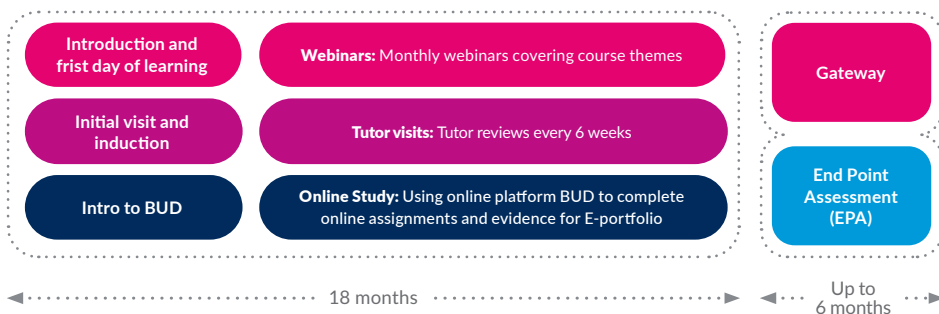 Introduction and
frist day of learning
Webinars: Monthly webinars covering course themes
Gateway
Initial visit and
induction
Tutor visits: Tutor reviews every 6 weeks
Intro to BUD
Online Study: Using online platform BUD to complete
online assignments and evidence for E-portfolio
End Point
Assessment
(EPA)
18 months
Up to
6 months